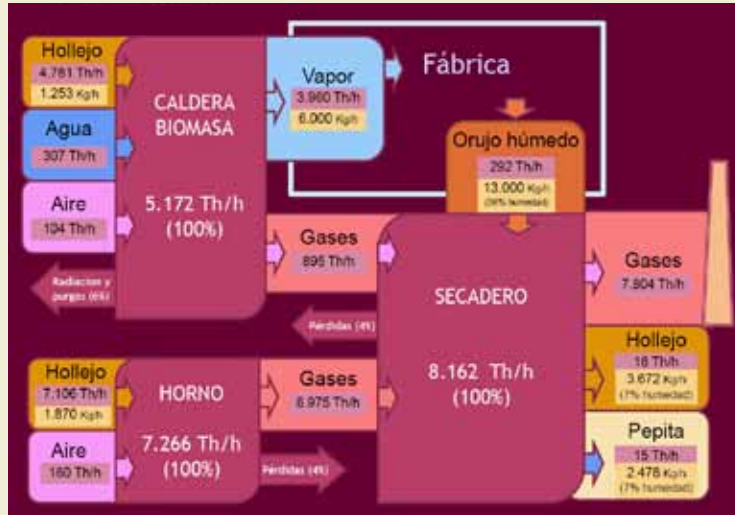 Hollejo
4.761 Th/h
1.253 Kg/h
Agua
307 Th/h
Aire
104 Th/h
CALDERA
BIOMASA
5.172 Th/h
(100%)
Vapor
3.960 Th/h
6.000 Kg/h
Fábrica
Orujo húmedo
292 Th/h
13.000 Kg/h
Gases
895 Th/h
Radiacion y
purgas (6%)
Pérdidas (4%)
SECADERO
8.162 Th/h
(100%)
Gases
7.804 Th/h
Hollejo
7.106 Th/h
1.870 Kg/h
Aire
160 Th/h
HORNO
7.266 Th/h
(100%)
Gases
6.975 Th/h
Pérdidas (4%)
Hollejo
Th/h
3.672 Kg/h
(7% humedad)
Pepita
15 Th/h
2.478 Kg/h
(7% humedad)